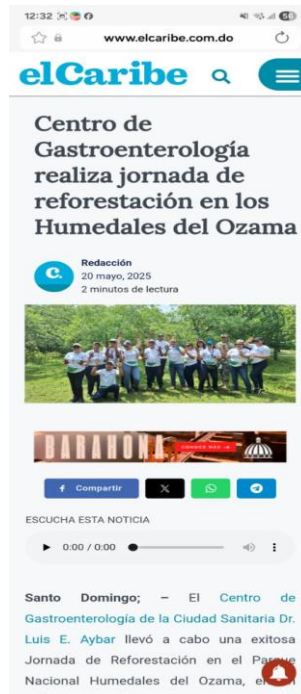 12:32
56
www.elcaribe.com.do
elCaribe
Centro de
Gastroenterología
realiza jornada de
reforestación en los
Humedales del Ozama
C.
Redacción
20 mayo, 2025
2 minutos de lectura
BARAHONA
CONOCE MÁS
f Compartir
X
ESCUCHA ESTA NOTICIA
0:00 / 0:00
Santo Domingo; – El Centro de
Gastroenterología de la Ciudad Sanitaria Dr.
Luis E. Aybar llevó a cabo una exitosa
Jornada de Reforestación en el Parque
Nacional Humedales del Ozama,